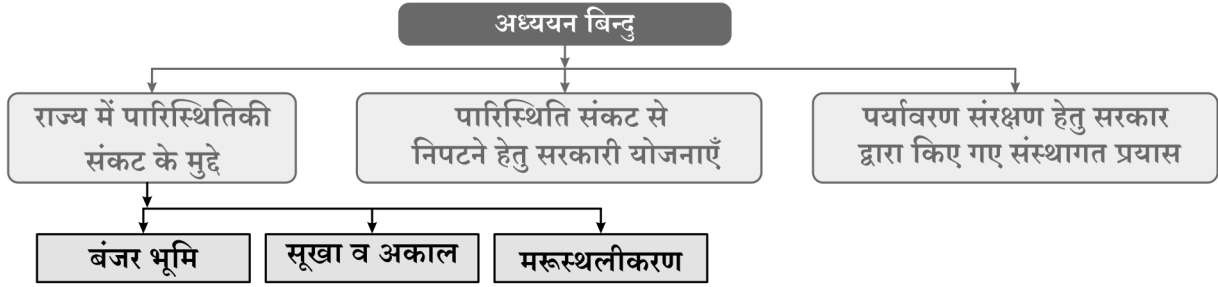 अध्ययन बिन्दु
राज्य में पारिस्थितिकी
संकट के मुद्दे
पारिस्थिति संकट से
निपटने हेतु सरकारी योजनाएँ
पर्यावरण संरक्षण हेतु सरकार
द्वारा किए गए संस्थागत प्रयास
बंजर भूमि
सूखा व अकाल
मरूस्थलीकरण